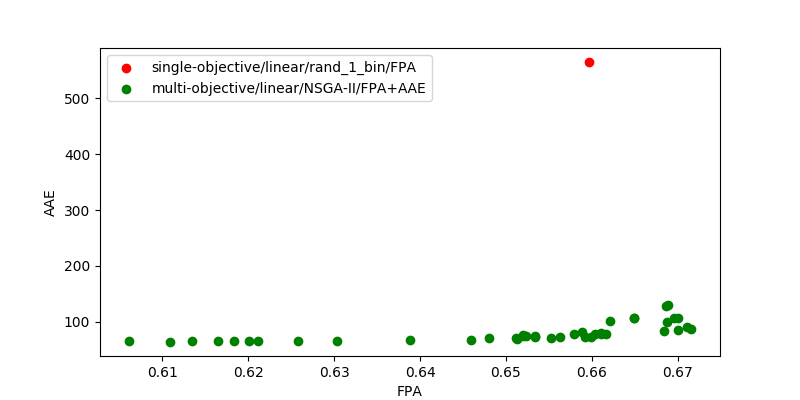 single-objective/linear/rand_1_bin/FPA
multi-objective/linear/NSGA-II/FPA+AAE
500
400
300
200
100
AAE
0.61 0.62 0.63 0.64 0.65 0.66 0.67
FPA